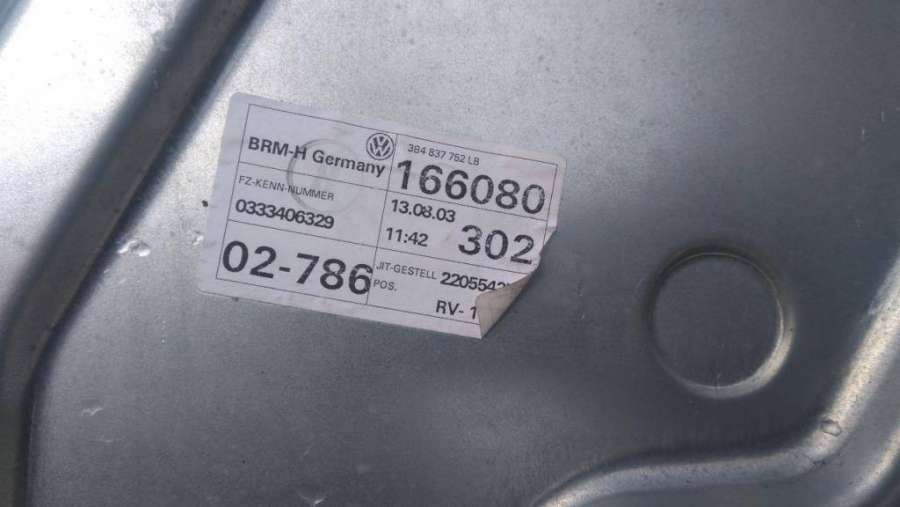 BRM-H Germany
3B4 837 752 LB
166080
FZ-KENN-NUMMER
0333406329
13.08.03
11:42
302
02-786
JIT-GESTELL
POS.
RV- 1